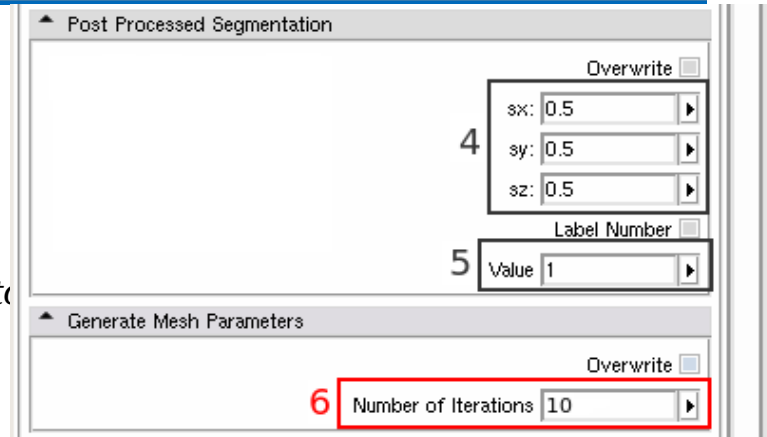 Post Processed Segmentation
Overwrite
sx: 0.5
4 sy: 0.5
sz: 0.5
Label Number
5 Value 1
Generate Mesh Parameters
Overwrite
6 Number of Iterations 10